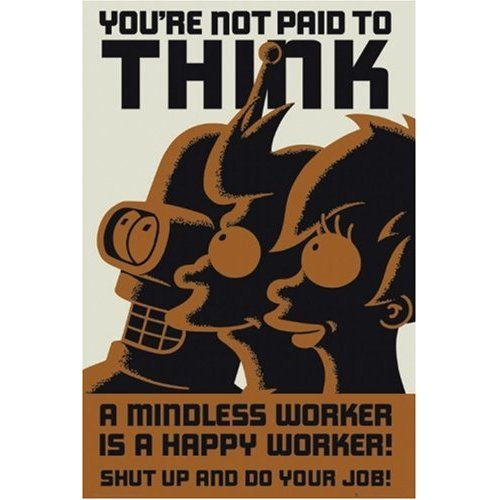 YOU'RE NOT PAID TO
THINK
A MINDLESS WORKER
IS A HAPPY WORKER!
SHUT UP AND DO YOUR JOB!